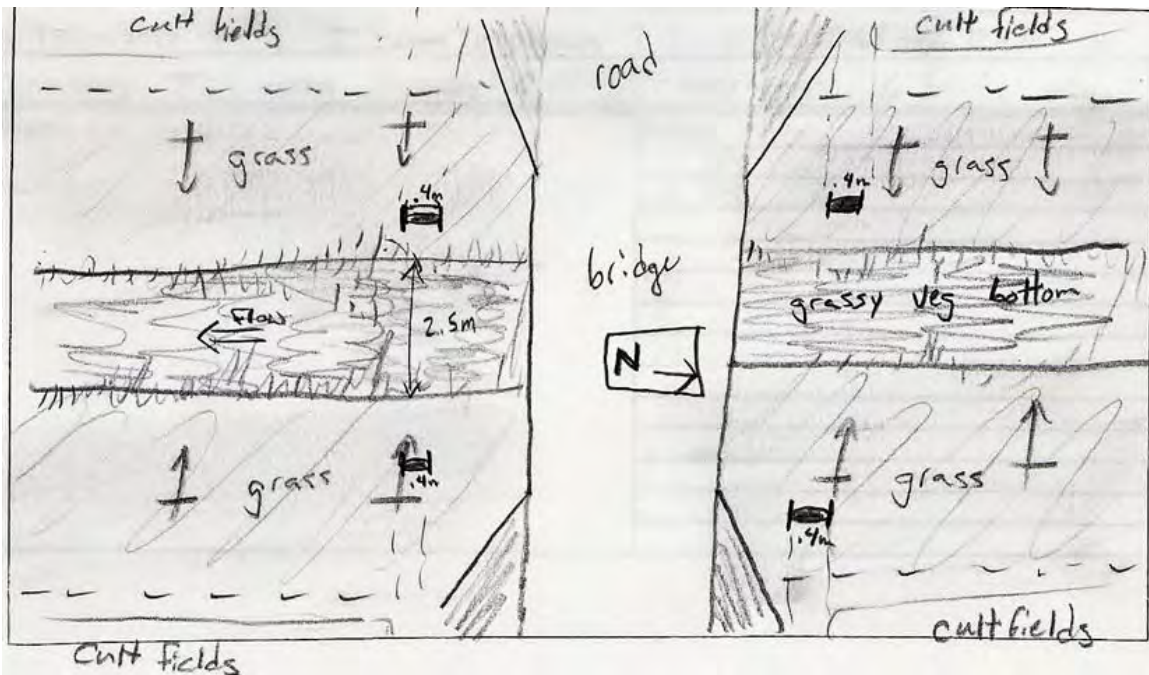 cult fields
cult fields
road
grass
grass
.4m
.4m
bridge
grassy veg bottom
Flow
2.5m
N
grass
.4m
grass
.4m
cult fields
cult fields